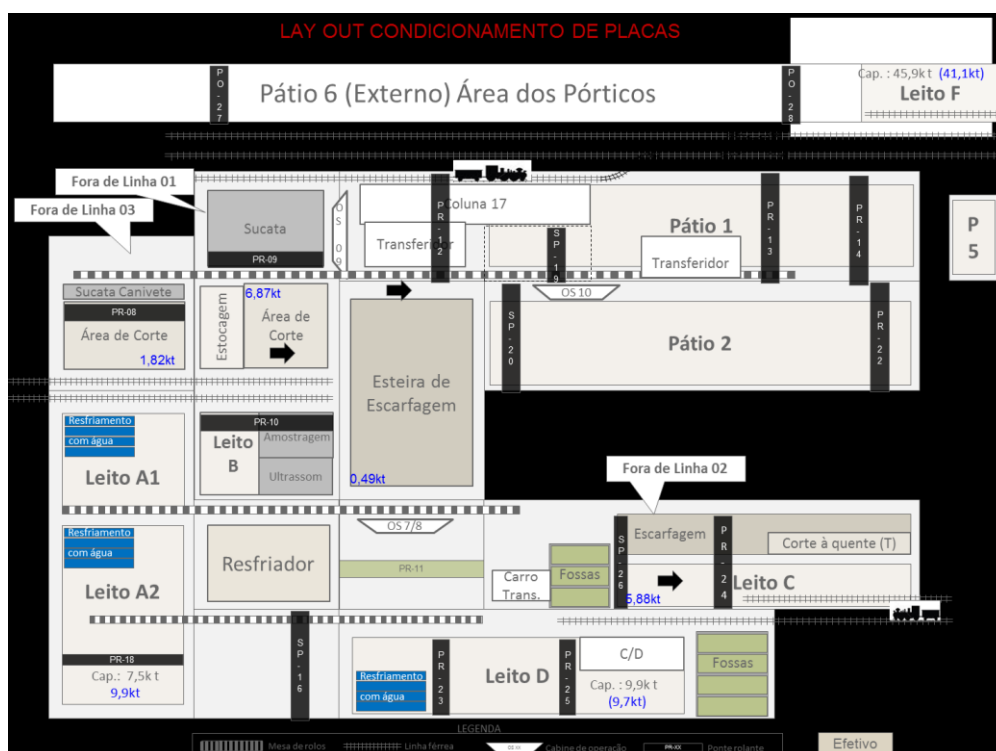 LAY OUT CONDICIONAMENTO DE PLACAS
PO-27
Pátio 6 (Externo) Área dos Pórticos
PO-28
Cap. : 45,9k t (41,1kt)
Leito F
Fora de Linha 01
Fora de Linha 03
Sucata
PR-09
OS 09
Coluna 17
Transferidor
PR-12
SP-19
Pátio 1
Transferidor
PR-13
PR-14
P
5
Sucata Canivete
PR-08
Área de Corte
1,82kt
Estocagem
6,87kt
Área de
Corte
OS 10
SP-20
Pátio 2
PR-22
Esteira de
Escarfagem
0,49kt
Resfriamento
com água
Leito A1
PR-10
Leito
B
Amostragem
Ultrassom
Fora de Linha 02
OS 7/8
Resfriamento
com água
Leito A2
Resfriador
PR-11
Carro
Trans.
Fossas
SP-26
Escarfagem
PR-24
Corte à quente (T)
5,88kt
Leito C
PR-18
Cap.: 7,5k t
9,9kt
SP-16
Resfriamento
com água
PR-23
Leito D
PR-25
C/D
Cap. : 9,9k t
(9,7kt)
Fossas
LEGENDA
Mesa de rolos
Linha férrea
OS ##
Cabine de operação
PR-XX
Ponte rolante
Efetivo